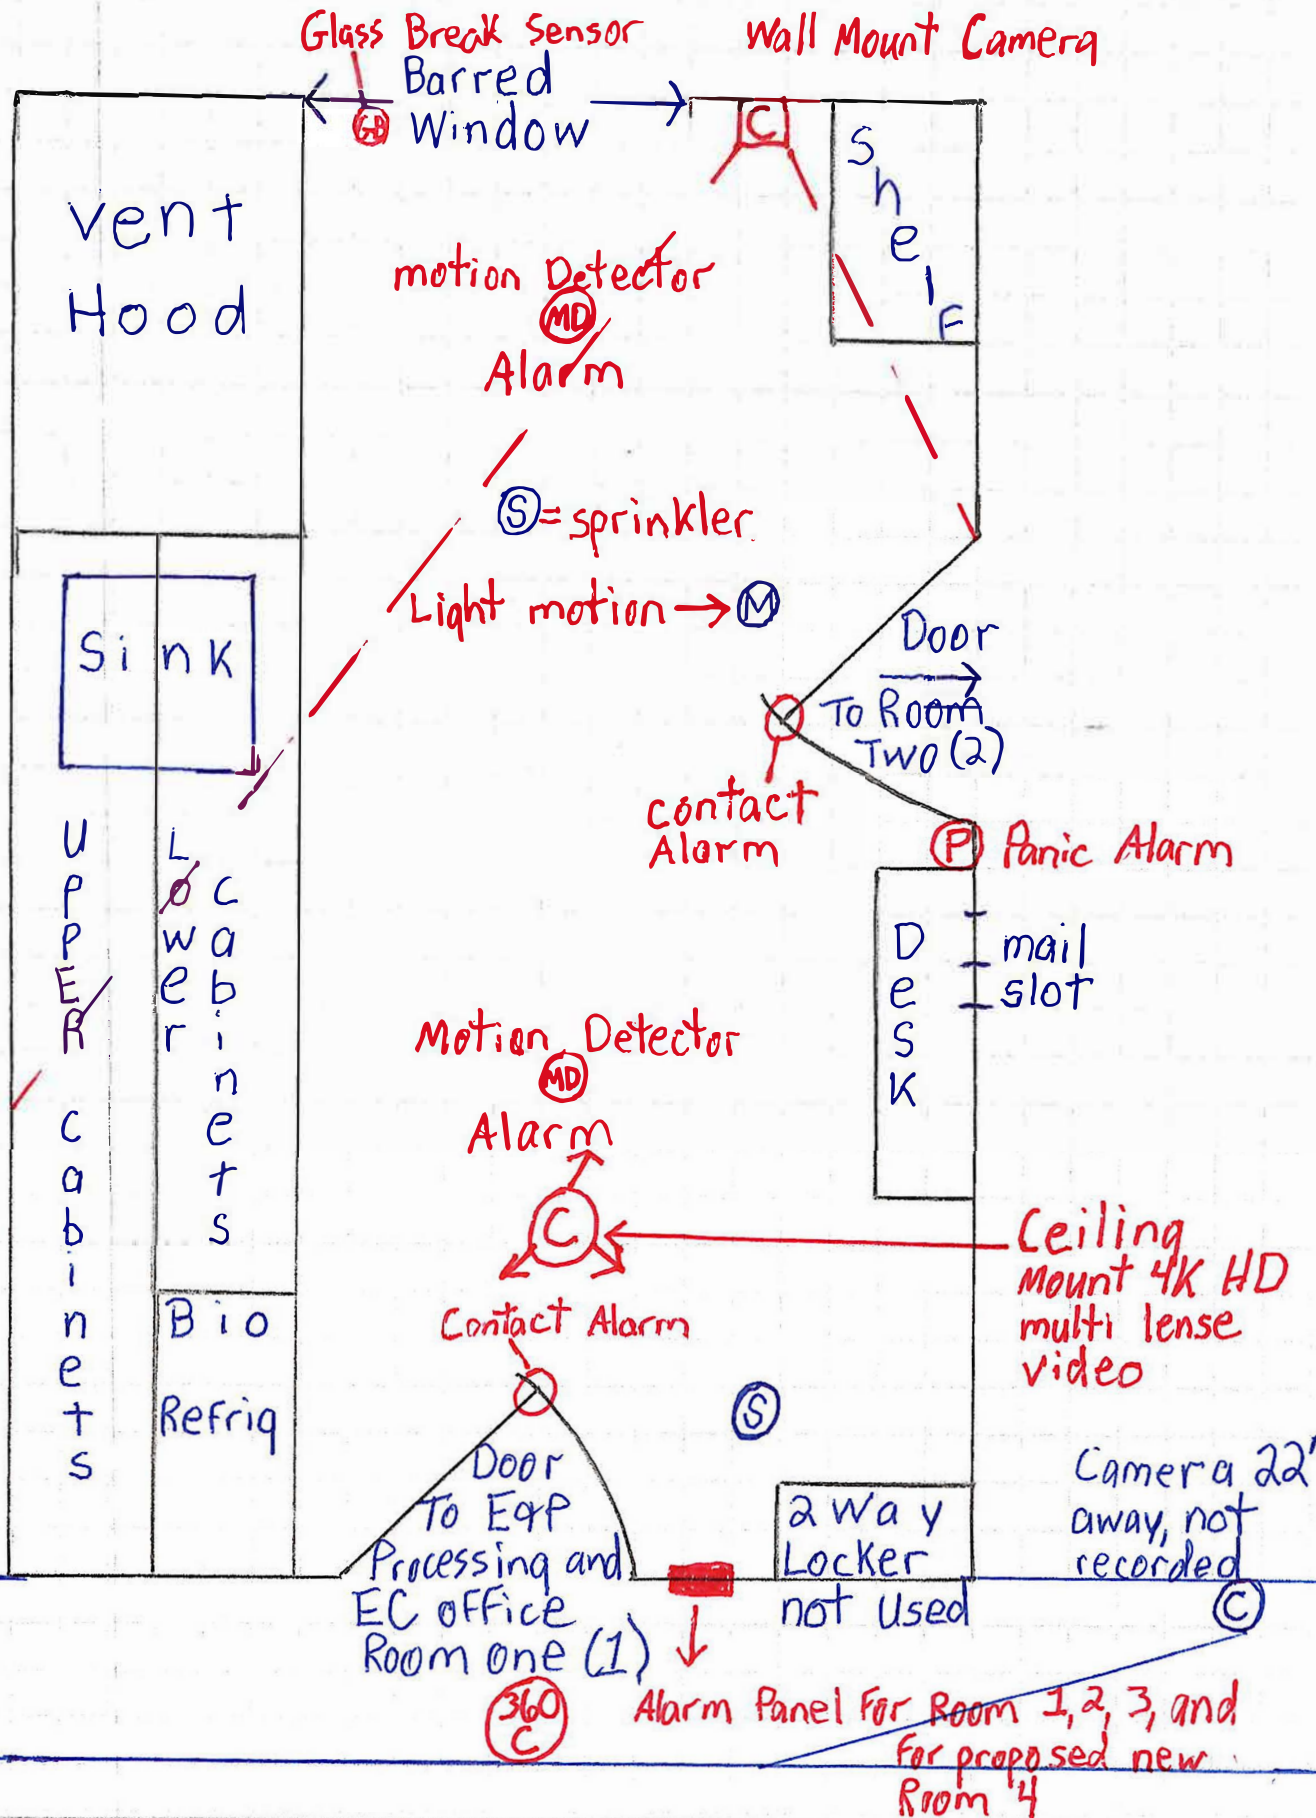 Glass Break Sensor
Wall Mount Camera
Barred
Window
GB
C
Shelf
vent
Hood
motion Detector
MD
Alarm
S = sprinkler
Light motion → M
Sink
Door
To Room
Two (2)
contact
Alarm
P Panic Alarm
UPPER cabinets
Lower
cabinets
Desk
mail
slot
Motion Detector
MD
Alarm
C
Ceiling
Mount 4K HD
multi lense
video
Contact Alarm
Bio
Refrig
S
Door
To E&P
Processing and
EC office
Room one (1)
2 Way
Locker
not used
Camera 22'
away, not
recorded
C
360
C
Alarm Panel For Room 1, 2, 3, and
For proposed new
Room 4